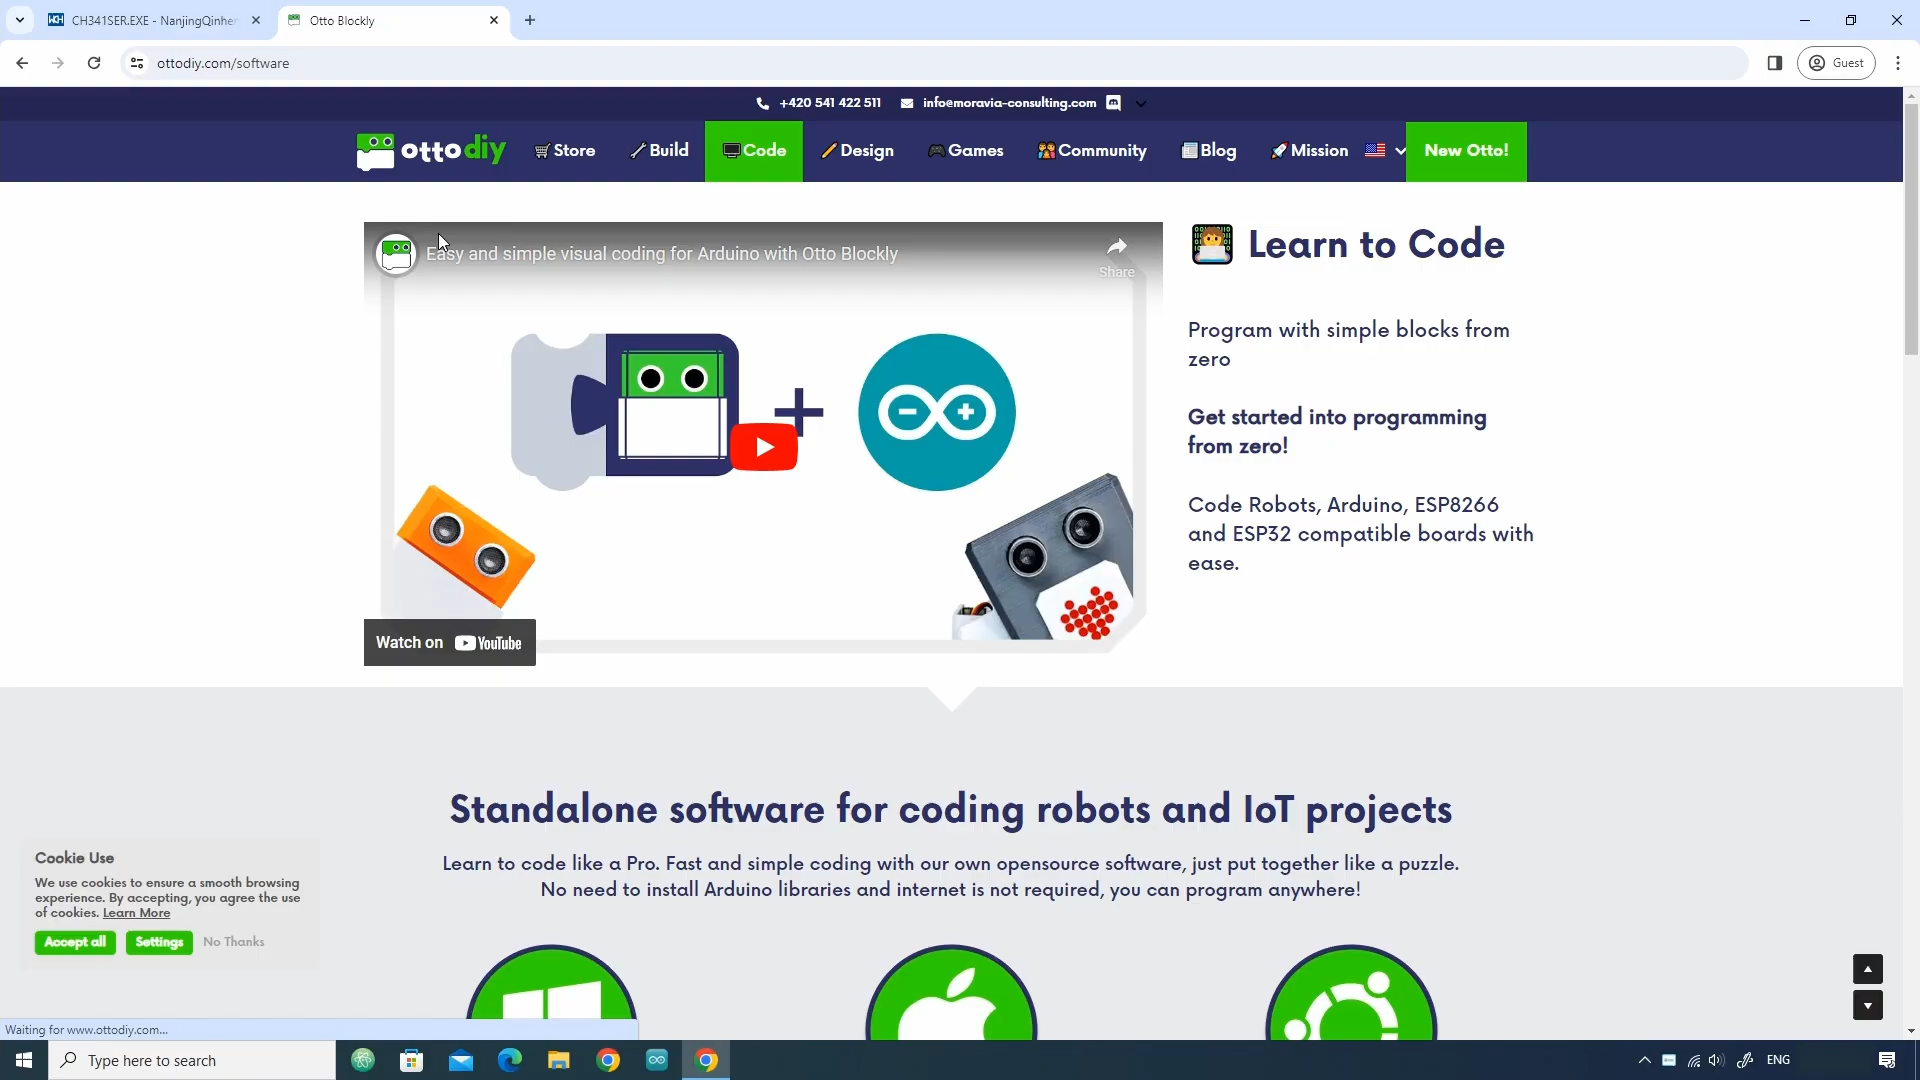 CH341SER.EXE - NanjingQinher
Otto Blockly
ottodiy.com/software
Guest
+420 541 422 511
info@moravia-consulting.com
ottodiy
Store
Build
Code
Design
Games
Community
Blog
Mission
New Otto!
Easy and simple visual coding for Arduino with Otto Blockly
Share
Watch on YouTube
Learn to Code
Program with simple blocks from
zero
Get started into programming
from zero!
Code Robots, Arduino, ESP8266
and ESP32 compatible boards with
ease.
Standalone software for coding robots and IoT projects
Learn to code like a Pro. Fast and simple coding with our own opensource software, just put together like a puzzle.
No need to install Arduino libraries and internet is not required, you can program anywhere!
Cookie Use
We use cookies to ensure a smooth browsing
experience. By accepting, you agree the use
of cookies. Learn More
Accept all
Settings
No Thanks
Waiting for www.ottodiy.com...
Type here to search
ENG